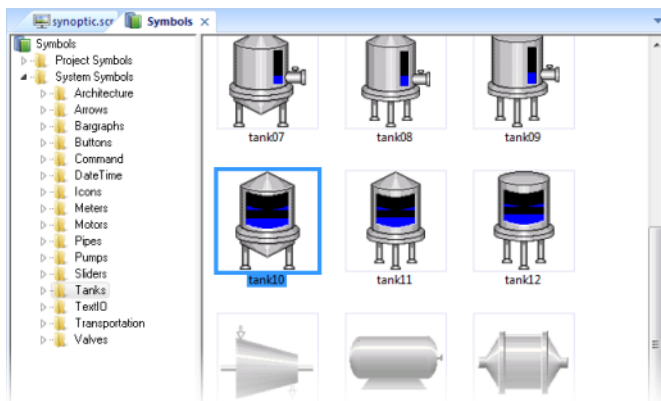 synoptic.scr
Symbols
Symbols
Project Symbols
System Symbols
Architecture
Arrows
Bargraphs
Buttons
Command
DateTime
Icons
Meters
Motors
Pipes
Pumps
Sliders
Tanks
TextIO
Transportation
Valves
tank07 tank08 tank09
tank10 tank11 tank12